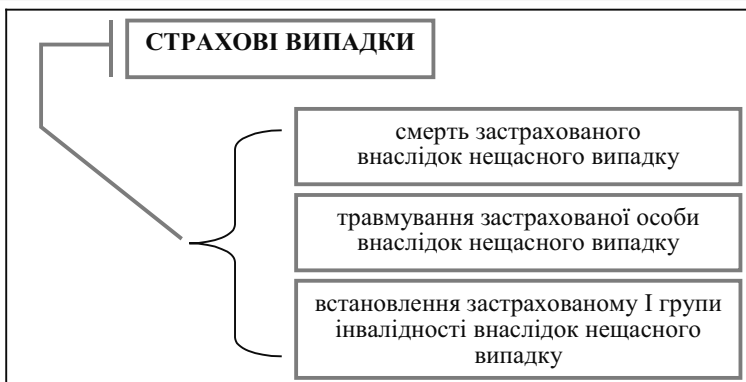 СТРАХОВІ ВИПАДКИ
смерть застрахованого
внаслідок нещасного випадку
травмування застрахованої особи
внаслідок нещасного випадку
встановлення застрахованому І групи
інвалідності внаслідок нещасного
випадку